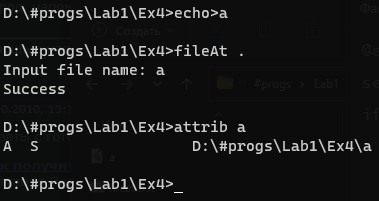 D:\#progs\Lab1\Ex4>echo>a
D:\#progs\Lab1\Ex4>fileAt .
Input file name: a
Success
D:\#progs\Lab1\Ex4>attrib a
A  S                 D:\#progs\Lab1\Ex4\a
D:\#progs\Lab1\Ex4>_